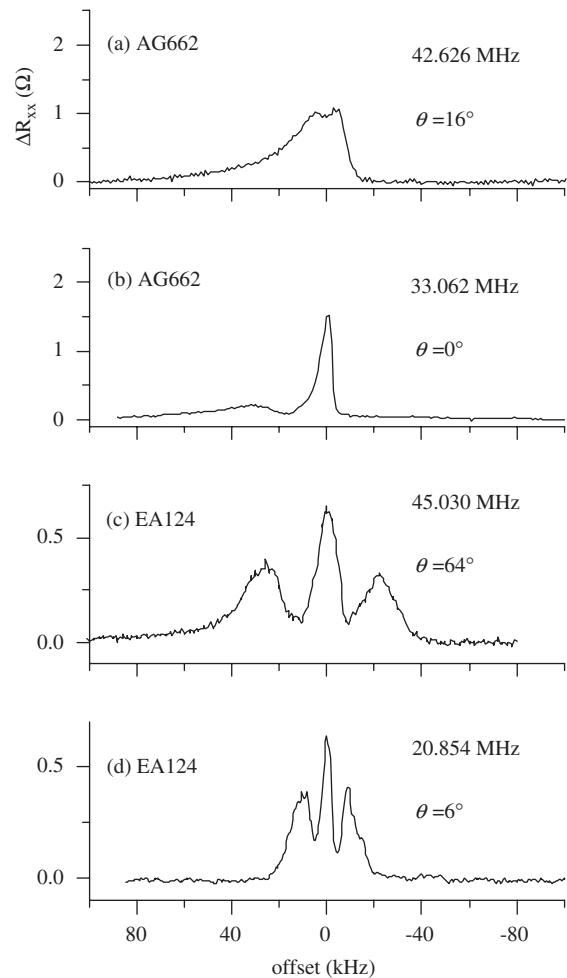 (a) AG662
42.626 MHz
θ =16°
ΔRxx (Ω)
2
1
0
(b) AG662
33.062 MHz
θ =0°
2
1
0
(c) EA124
45.030 MHz
θ =64°
0.5
0.0
(d) EA124
20.854 MHz
θ =6°
0.5
0.0
80 40 0 -40 -80
offset (kHz)